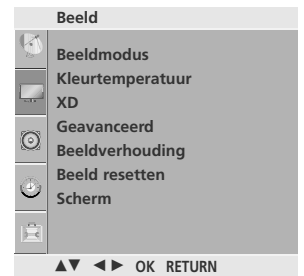 Beeld
Beeldmodus
Kleurtemperatuur
XD
Geavanceerd
Beeldverhouding
Beeld resetten
Scherm
▲▼ ◄► OK RETURN